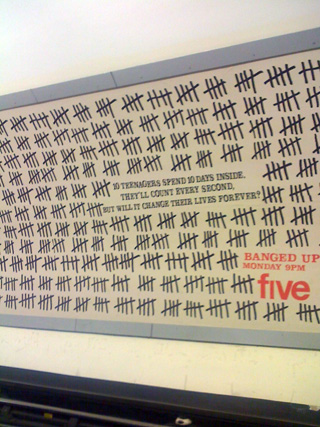 10 TEENAGERS SPEND 10 DAYS INSIDE.
THEY'LL COUNT EVERY SECOND,
BUT WILL IT CHANGE THEIR LIVES FOREVER?
BANGED UP
MONDAY 9PM
five